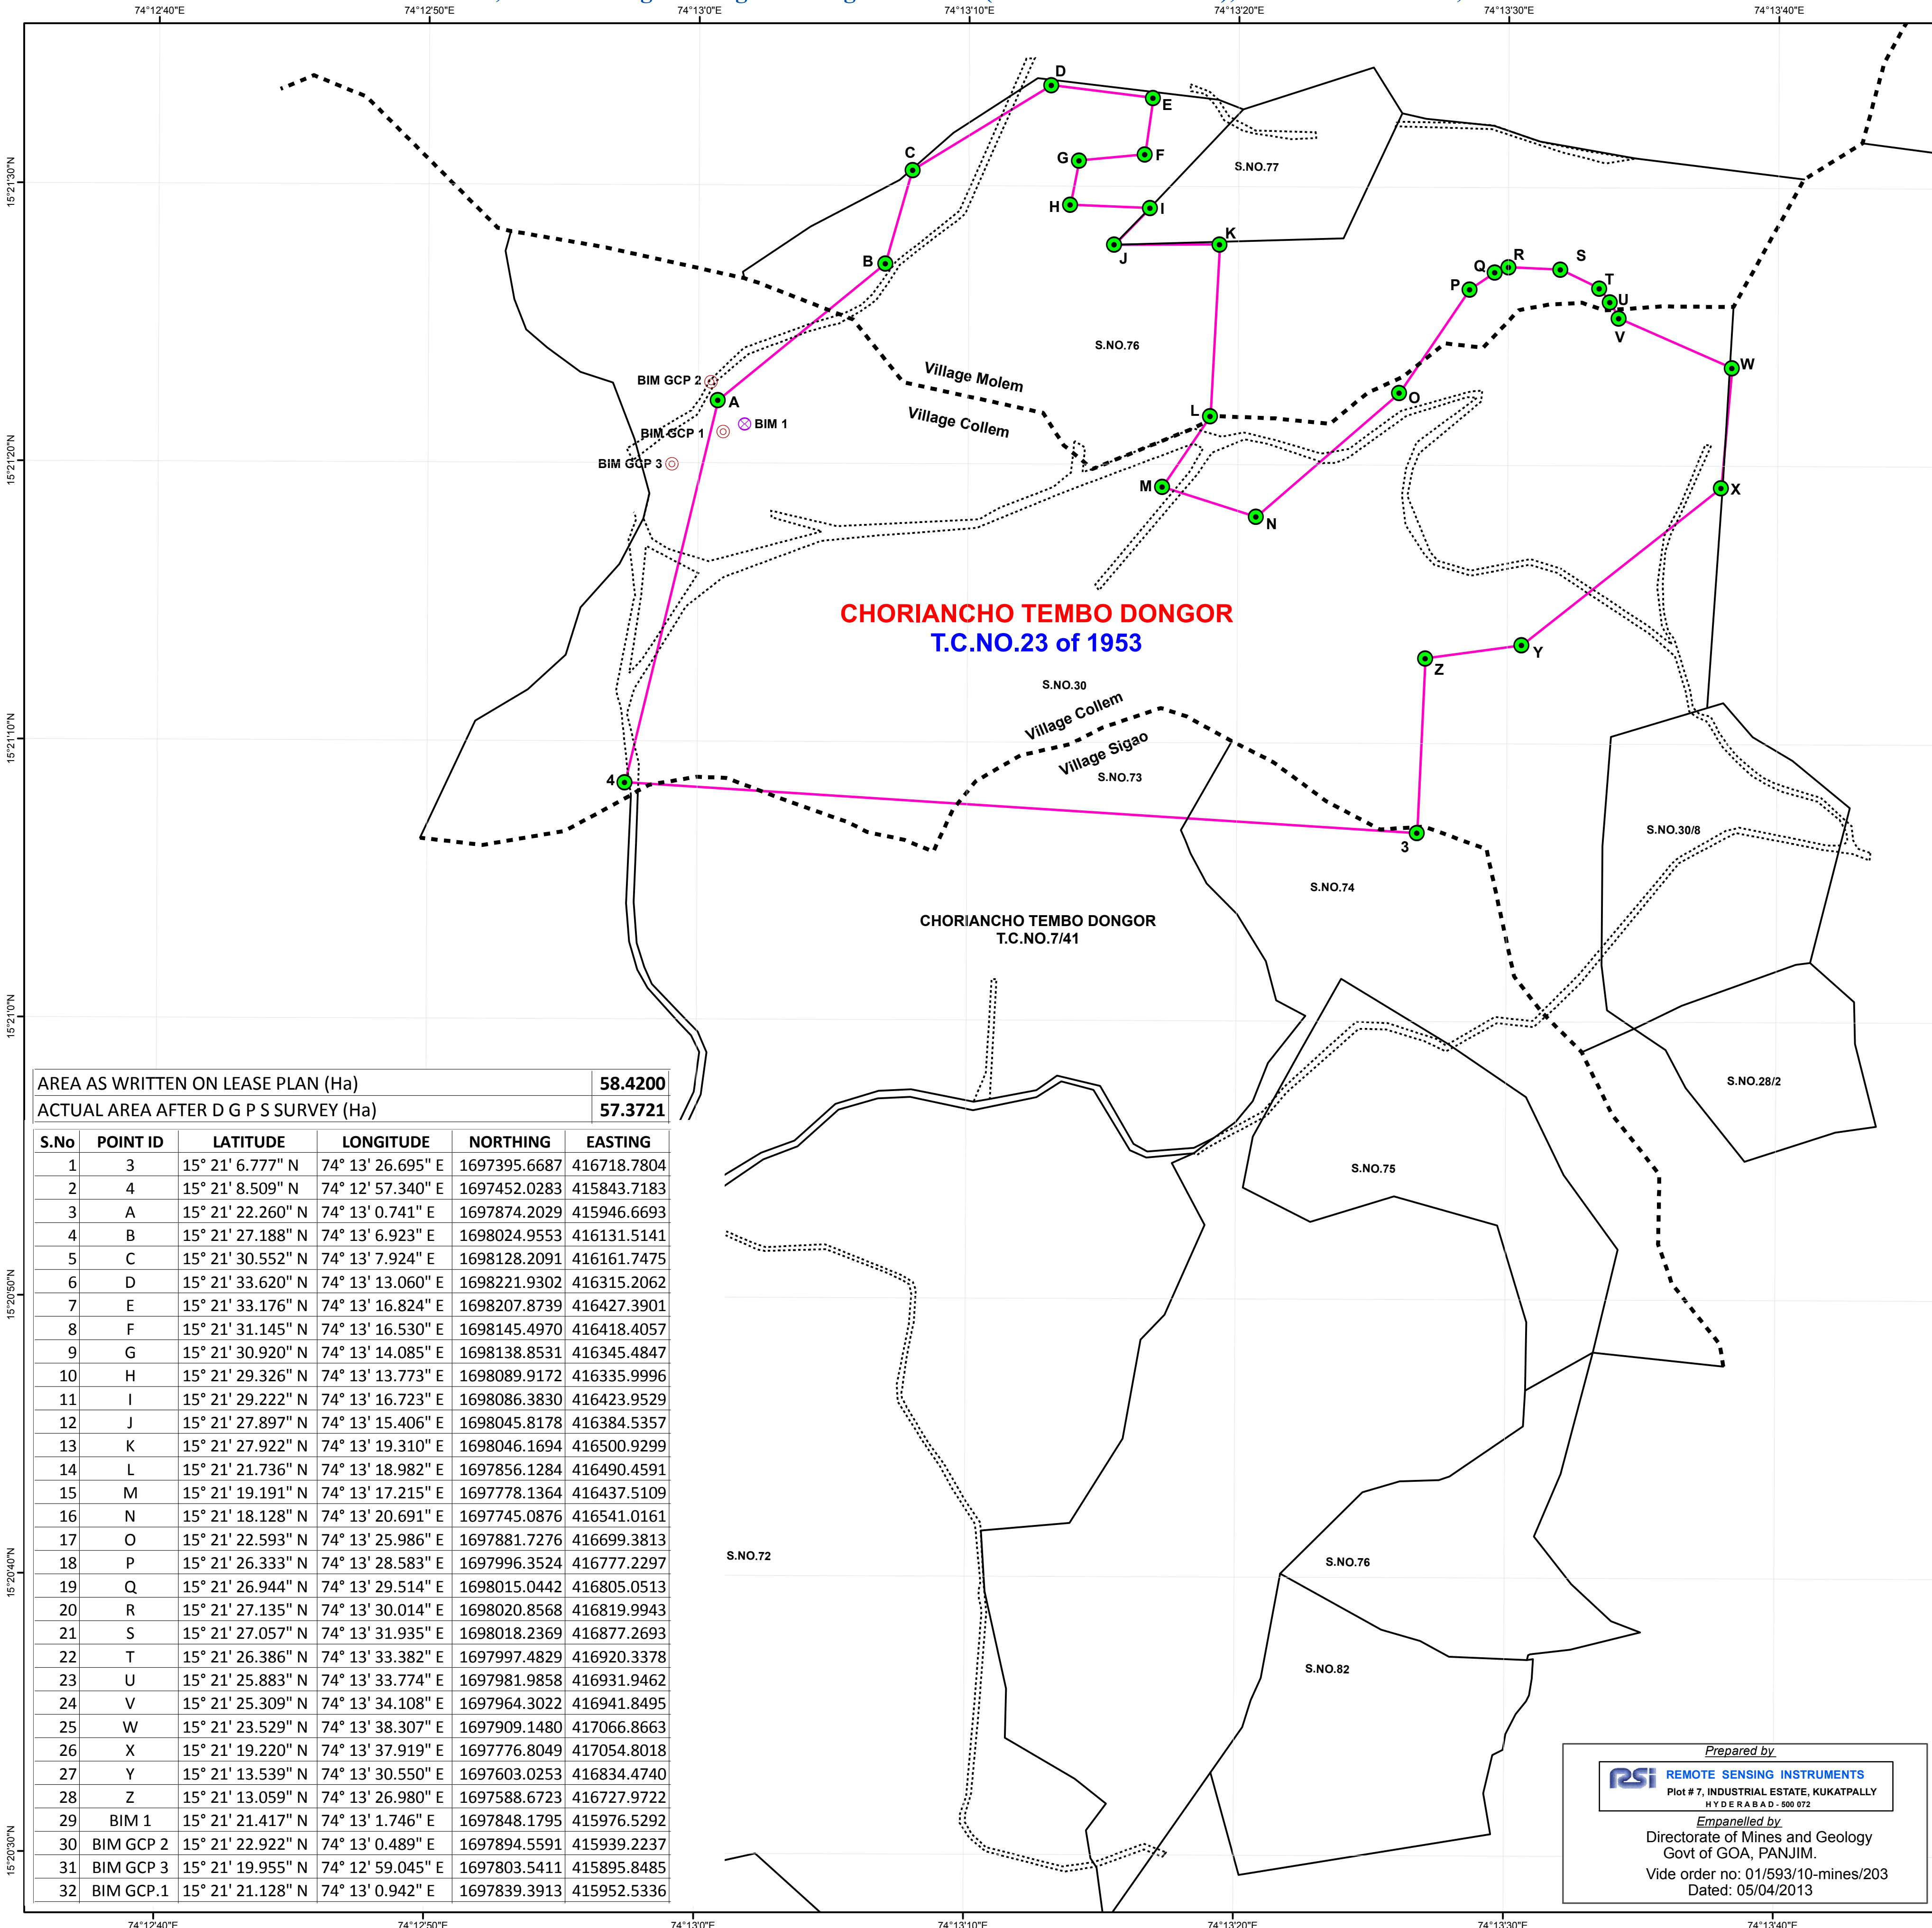 74°12'40"E 74°12'50"E 74°13'0"E 74°13'10"E 74°13'20"E 74°13'30"E 74°13'40"E
D
E
C
G F
S.NO.77
15°21'30"N
H I
K
J
B
Q R S
P T
U
V
S.NO.76
W
Village Molem
BIM GCP 2
A
O
L
Village Collem
BIM 1
BIM GCP 1
BIM GCP 3
15°21'20"N
M
X
N
CHORIANCHO TEMBO DONGOR
T.C.NO.23 of 1953
Y
Z
S.NO.30
Village Collem
Village Sigao
15°21'10"N
S.NO.73
4
3
S.NO.30/8
S.NO.74
CHORIANCHO TEMBO DONGOR
T.C.NO.7/41
15°21'0"N
S.NO.28/2
S.NO.75
AREA AS WRITTEN ON LEASE PLAN (Ha) 58.4200
ACTUAL AREA AFTER D G P S SURVEY (Ha) 57.3721
S.No POINT ID LATITUDE LONGITUDE NORTHING EASTING
1 3 15° 21' 6.777" N 74° 13' 26.695" E 1697395.6687 416718.7804
2 4 15° 21' 8.509" N 74° 12' 57.340" E 1697452.0283 415843.7183
3 A 15° 21' 22.260" N 74° 13' 0.741" E 1697874.2029 415946.6693
4 B 15° 21' 27.188" N 74° 13' 6.923" E 1698024.9553 416131.5141
5 C 15° 21' 30.552" N 74° 13' 7.924" E 1698128.2091 416161.7475
6 D 15° 21' 33.620" N 74° 13' 13.060" E 1698221.9302 416315.2062
7 E 15° 21' 33.176" N 74° 13' 16.824" E 1698207.8739 416427.3901
8 F 15° 21' 31.145" N 74° 13' 16.530" E 1698145.4970 416418.4057
9 G 15° 21' 30.920" N 74° 13' 14.085" E 1698138.8531 416345.4847
10 H 15° 21' 29.326" N 74° 13' 13.773" E 1698089.9172 416335.9996
11 I 15° 21' 29.222" N 74° 13' 16.723" E 1698086.3830 416423.9529
12 J 15° 21' 27.897" N 74° 13' 15.406" E 1698045.8178 416384.5357
13 K 15° 21' 27.922" N 74° 13' 19.310" E 1698046.1694 416500.9299
14 L 15° 21' 21.736" N 74° 13' 18.982" E 1697856.1284 416490.4591
15 M 15° 21' 19.191" N 74° 13' 17.215" E 1697778.1364 416437.5109
16 N 15° 21' 18.128" N 74° 13' 20.691" E 1697745.0876 416541.0161
17 O 15° 21' 22.593" N 74° 13' 25.986" E 1697881.7276 416699.3813
18 P 15° 21' 26.333" N 74° 13' 28.583" E 1697996.3524 416777.2297
19 Q 15° 21' 26.944" N 74° 13' 29.514" E 1698015.0442 416805.0513
20 R 15° 21' 27.135" N 74° 13' 30.014" E 1698020.8568 416819.9943
21 S 15° 21' 27.057" N 74° 13' 31.935" E 1698018.2369 416877.2693
22 T 15° 21' 26.386" N 74° 13' 33.382" E 1697997.4829 416920.3378
23 U 15° 21' 25.883" N 74° 13' 33.774" E 1697981.9858 416931.9462
24 V 15° 21' 25.309" N 74° 13' 34.108" E 1697964.3022 416941.8495
25 W 15° 21' 23.529" N 74° 13' 38.307" E 1697909.1480 417066.8663
26 X 15° 21' 19.220" N 74° 13' 37.919" E 1697776.8049 417054.8018
27 Y 15° 21' 13.539" N 74° 13' 30.550" E 1697603.0253 416834.4740
28 Z 15° 21' 13.059" N 74° 13' 26.980" E 1697588.6723 416727.9722
29 BIM 1 15° 21' 21.417" N 74° 13' 1.746" E 1697848.1795 415976.5292
30 BIM GCP 2 15° 21' 22.922" N 74° 13' 0.489" E 1697894.5591 415939.2237
31 BIM GCP 3 15° 21' 19.955" N 74° 12' 59.045" E 1697803.5411 415895.8485
32 BIM GCP.1 15° 21' 21.128" N 74° 13' 0.942" E 1697839.3913 415952.5336
15°20'50"N
15°20'40"N
15°20'30"N
S.NO.72
S.NO.76
S.NO.82
Prepared by
RSi REMOTE SENSING INSTRUMENTS
Plot # 7, INDUSTRIAL ESTATE, KUKATPALLY
HYDERABAD - 500 072
Empanelled by
Directorate of Mines and Geology
Govt of GOA, PANJIM.
Vide order no: 01/593/10-mines/203
Dated: 05/04/2013
74°12'40"E 74°12'50"E 74°13'0"E 74°13'10"E 74°13'20"E 74°13'30"E 74°13'40"E